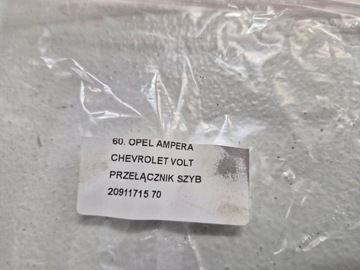 60. OPEL AMPERA
CHEVROLET VOLT
PRZEŁĄCZNIK SZYB
20911715 70